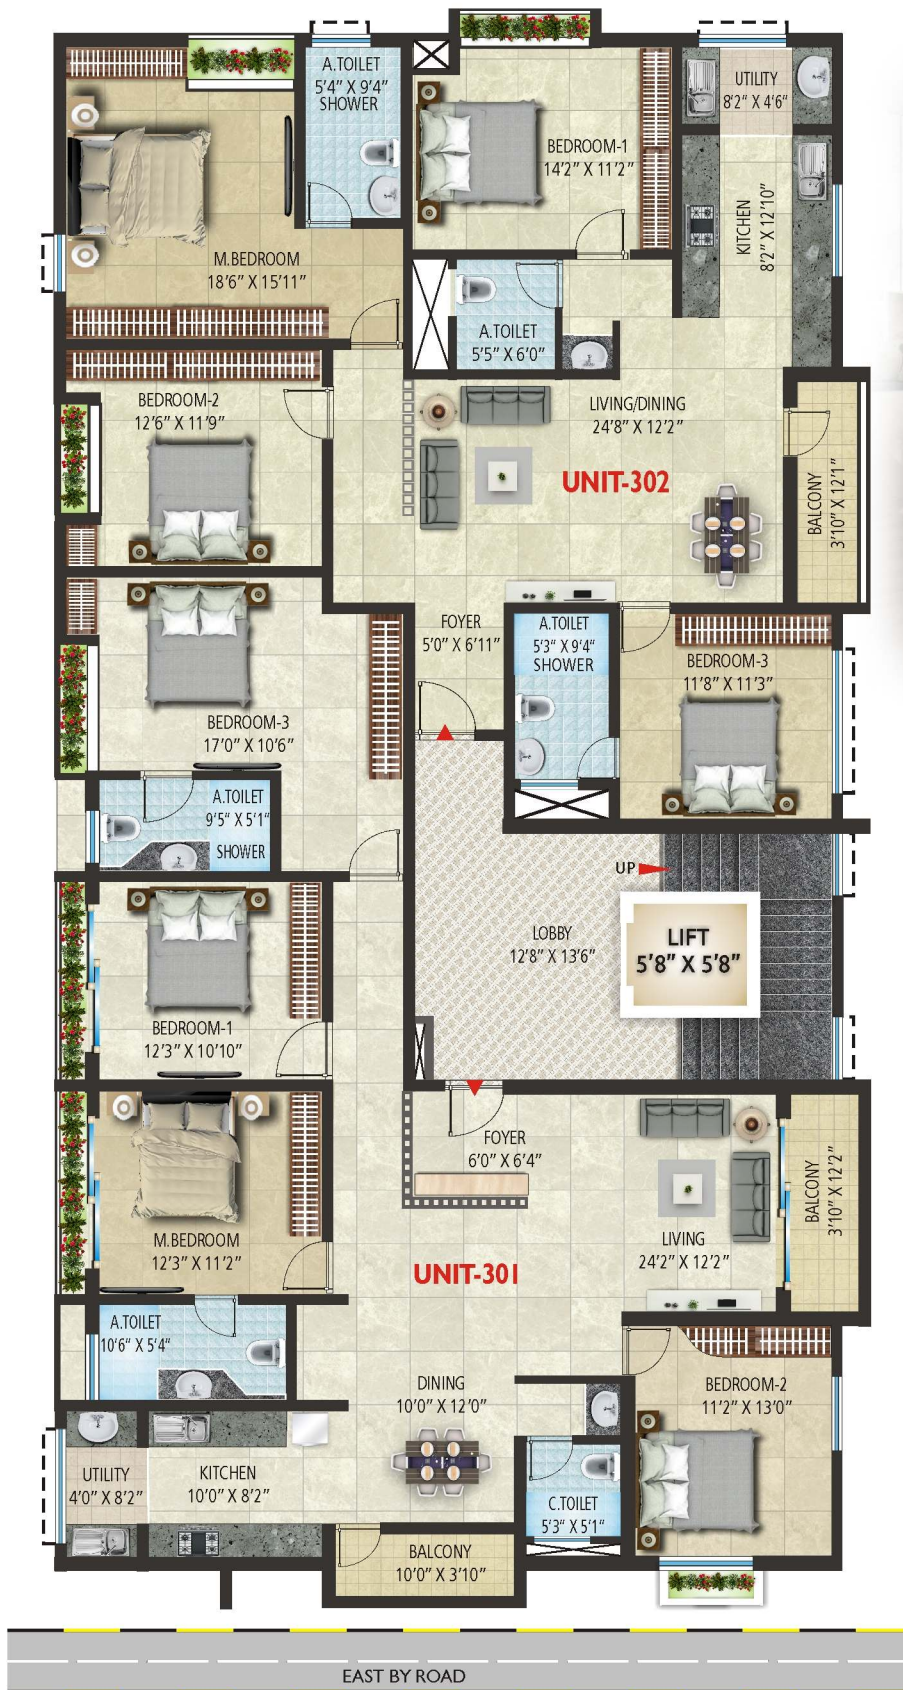 A.TOILET
5'4" X 9'4"
SHOWER
M.BEDROOM
18'6" X 15'11"
BEDROOM-1
14'2" X 11'2"
UTILITY
8'2" X 4'6"
KITCHEN
8'2" X 12'10"
A.TOILET
5'5" X 6'0"
BEDROOM-2
12'6" X 11'9"
LIVING/DINING
24'8" X 12'2"
UNIT-302
BALCONY
3'10" X 12'1"
FOYER
5'0" X 6'11"
A.TOILET
5'3" X 9'4"
SHOWER
BEDROOM-3
11'8" X 11'3"
BEDROOM-3
17'0" X 10'6"
A.TOILET
9'5" X 5'1"
SHOWER
UP
LOBBY
12'8" X 13'6"
LIFT
5'8" X 5'8"
BEDROOM-1
12'3" X 10'10"
FOYER
6'0" X 6'4"
M.BEDROOM
12'3" X 11'2"
LIVING
24'2" X 12'2"
BALCONY
3'10" X 12'2"
UNIT-301
A.TOILET
10'6" X 5'4"
DINING
10'0" X 12'0"
BEDROOM-2
11'2" X 13'0"
UTILITY
4'0" X 8'2"
KITCHEN
10'0" X 8'2"
C.TOILET
5'3" X 5'1"
BALCONY
10'0" X 3'10"
EAST BY ROAD